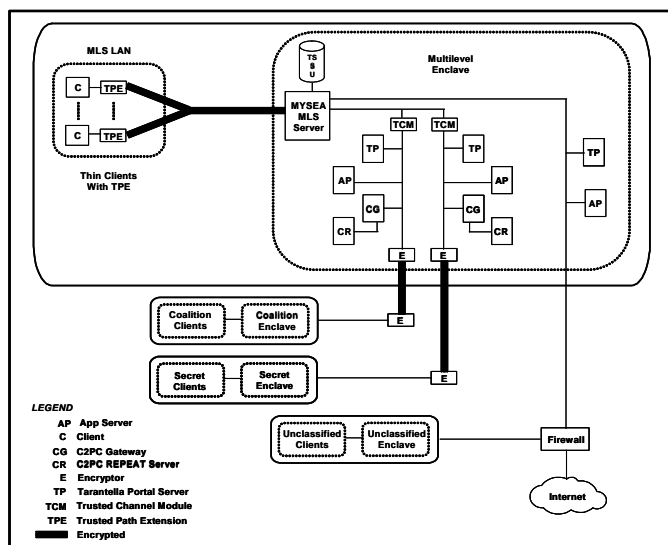 MLS LAN
C
TPE
C
TPE
Thin Clients
With TPE
Multilevel
Enclave
TS
S
U
MYSEA
MLS
Server
TCM
TCM
TP
TP
TP
AP
AP
AP
CG
CG
CR
CR
E
E
Coalition
Clients
Coalition
Enclave
E
Secret
Clients
Secret
Enclave
E
Unclassified
Clients
Unclassified
Enclave
Firewall
Internet
LEGEND
AP App Server
C Client
CG C2PC Gateway
CR C2PC REPEAT Server
E Encryptor
TP Tarantella Portal Server
TCM Trusted Channel Module
TPE Trusted Path Extension
Encrypted